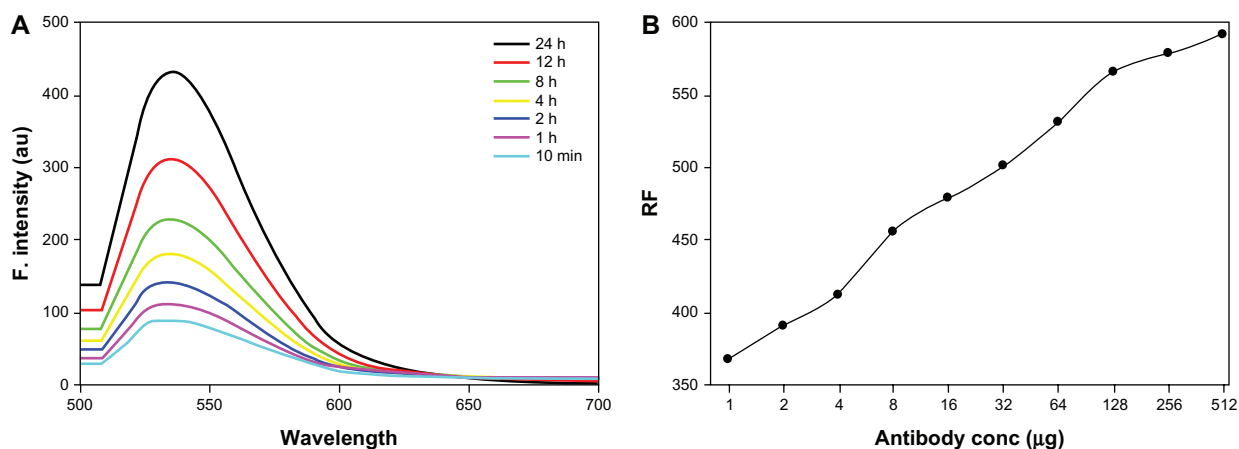 A
500
400
300
200
100
0
F. intensity (au)
24 h
12 h
8 h
4 h
2 h
1 h
10 min
500
550
600
650
700
Wavelength
B
600
550
500
450
400
350
RF
1
2
4
8
16
32
64
128
256
512
Antibody conc (µg)